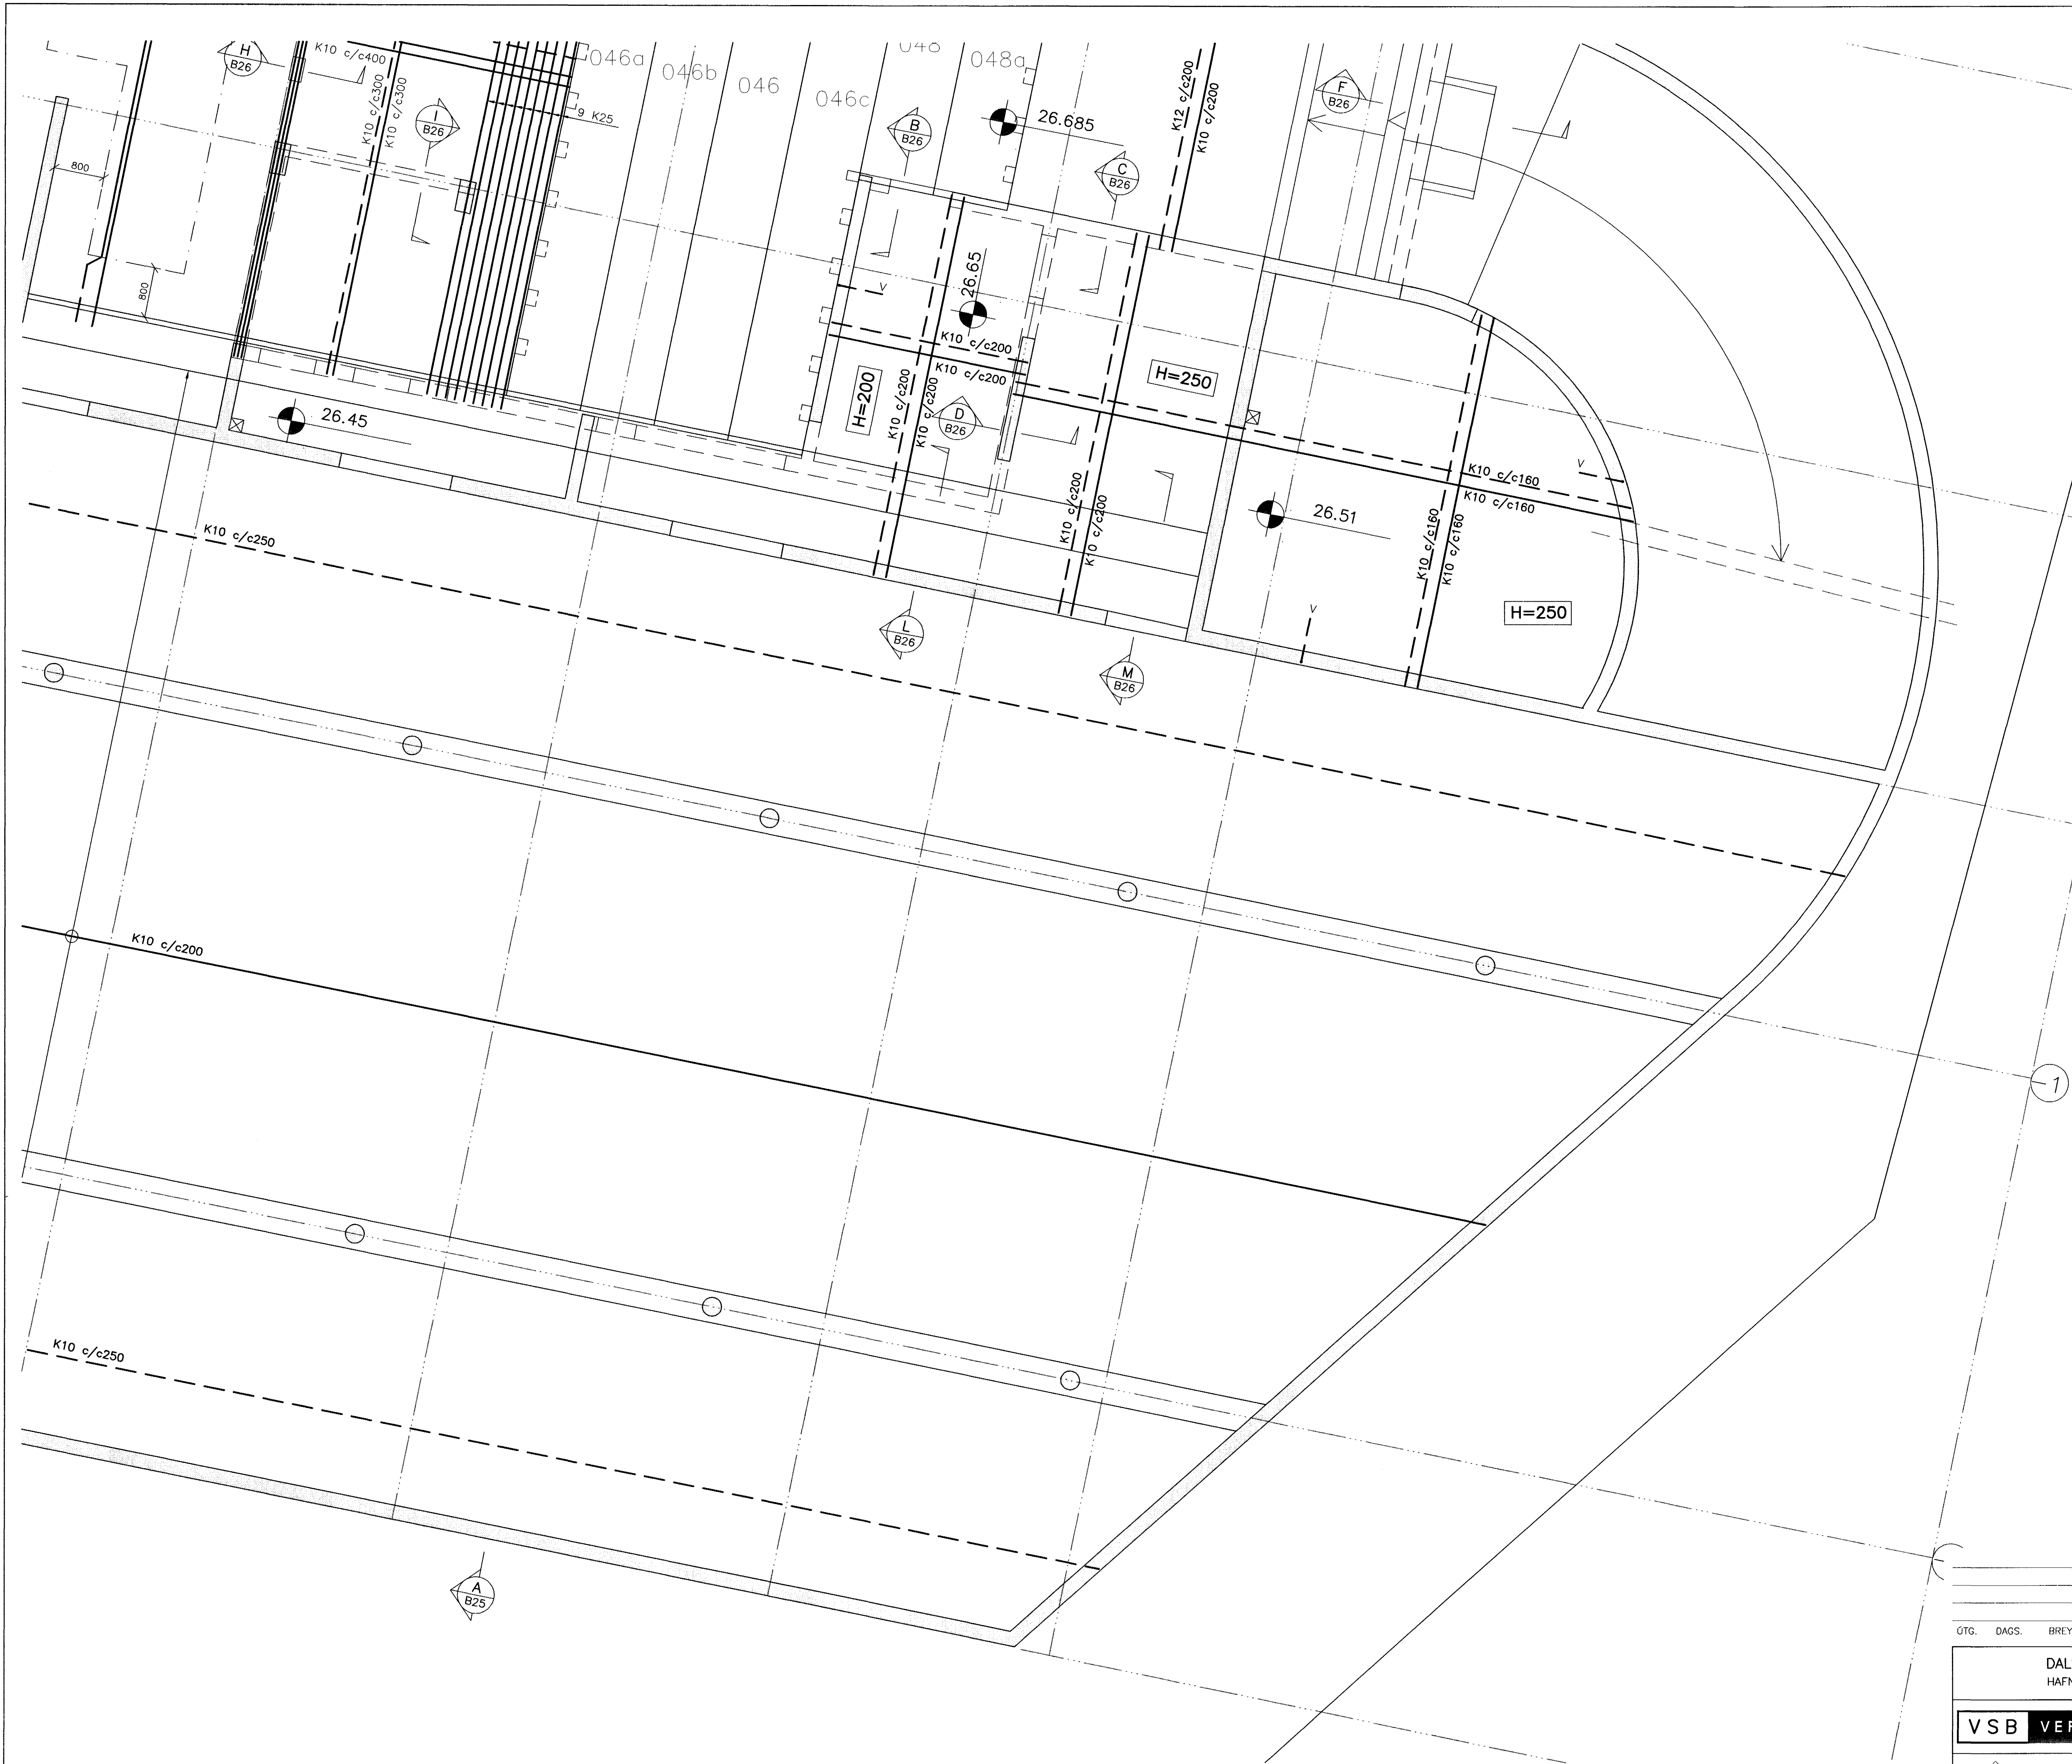 H
B26
K10 c/c400
K10 c/c300
K10 c/c300
I
B26
9 K25
046a
046b
046
046c
048
048a
B
B26
26.685
C
B26
K12 c/c200
K10 c/c200
F
B26
800
800
26.65
V
K10 c/c200
K10 c/c200
H=200
K10 c/c200
K10 c/c200
D
B26
H=250
26.45
K10 c/c200
K10 c/c200
26.51
V
K10 c/c160
K10 c/c160
K10 c/c160
K10 c/c160
V
H=250
K10 c/c250
L
B26
M
B26
K10 c/c200
1
K10 c/c250
A
B25
ÚTG. DAGS.
VSB